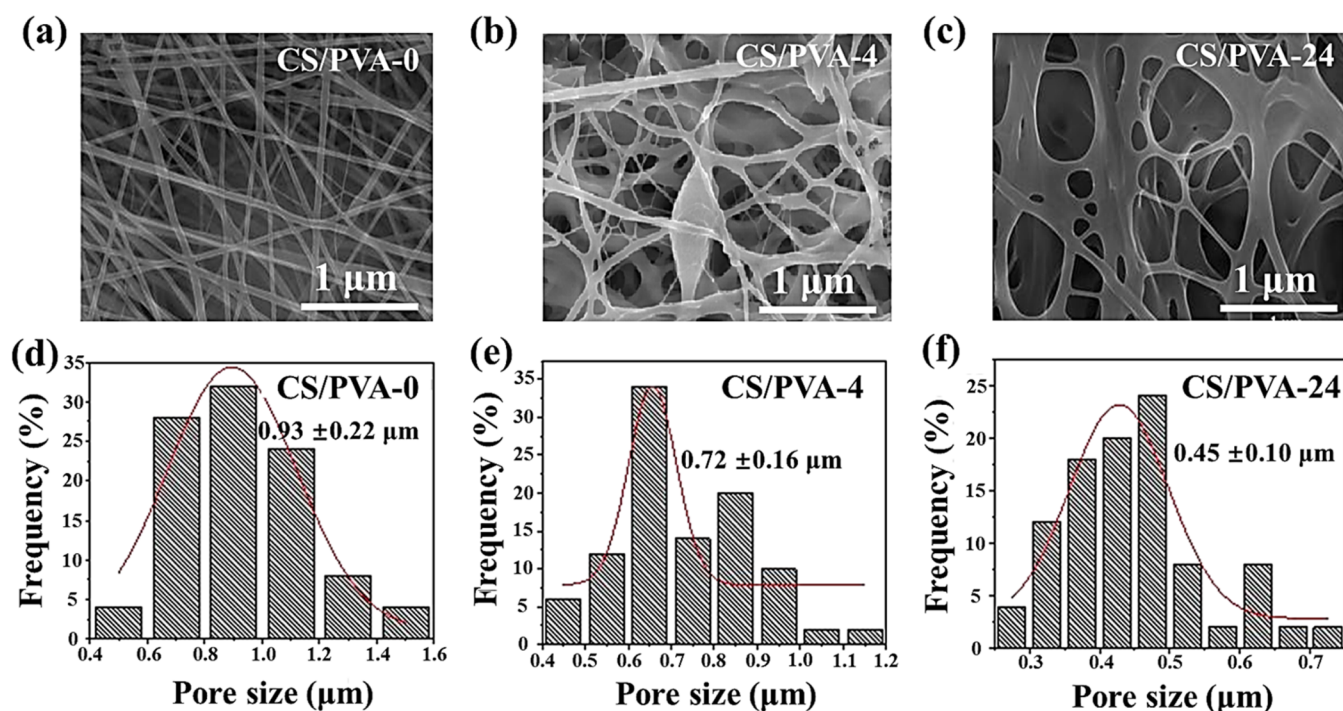 (a)
CS/PVA-0
1 μm
(b)
CS/PVA-4
1 μm
(c)
CS/PVA-24
1 μm
(d)
CS/PVA-0
0.93 ±0.22 μm
Frequency (%)
35
30
25
20
15
10
5
0
0.4 0.6 0.8 1.0 1.2 1.4 1.6
Pore size (μm)
(e)
CS/PVA-4
0.72 ±0.16 μm
Frequency (%)
35
30
25
20
15
10
5
0
0.4 0.5 0.6 0.7 0.8 0.9 1.0 1.1 1.2
Pore size (μm)
(f)
CS/PVA-24
0.45 ±0.10 μm
Frequency (%)
25
20
15
10
5
0
0.3 0.4 0.5 0.6 0.7
Pore size (μm)